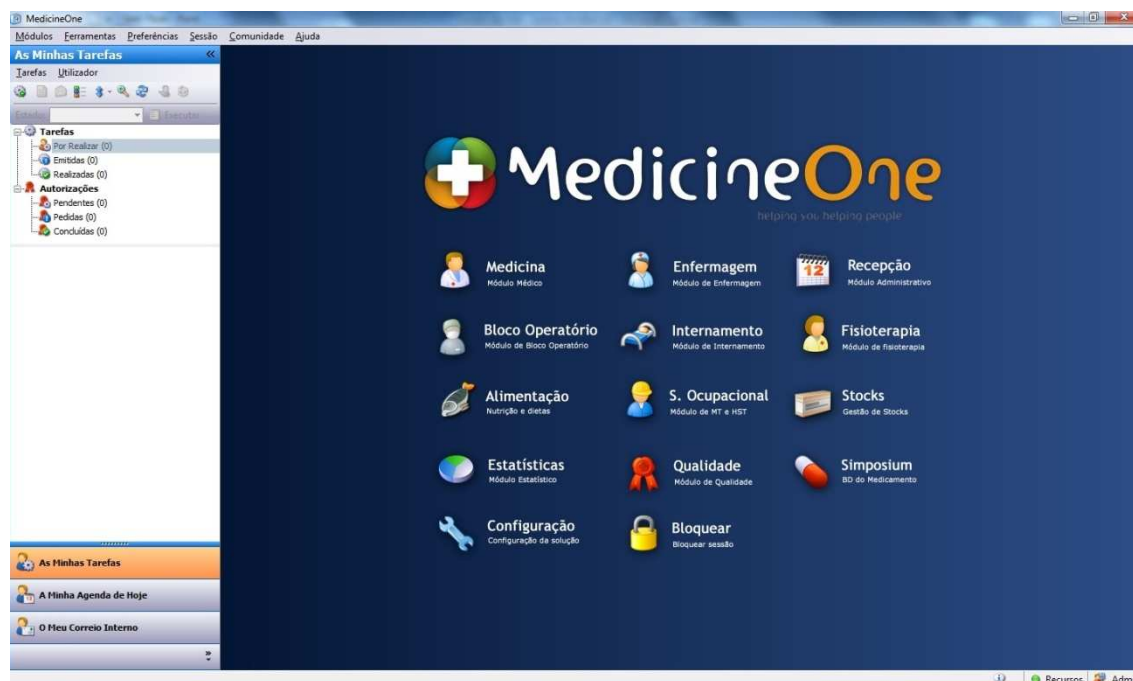 MedicineOne
Módulos Ferramentas Preferências Sessão Comunidade Ajuda
As Minhas Tarefas
Tarefas Utilizador
Estado: Executar
Tarefas
Por Realizar (0)
Emitidas (0)
Realizadas (0)
Autorizações
Pendentes (0)
Pedidas (0)
Concluídas (0)
MedicineOne
helping you helping people
Medicina
Módulo Médico
Enfermagem
Módulo de Enfermagem
12
Recepção
Módulo Administrativo
Bloco Operatório
Módulo de Bloco Operatório
Internamento
Módulo de Internamento
Fisioterapia
Módulo de Fisioterapia
Alimentação
Nutrição e dietas
S. Ocupacional
Módulo de MT e HST
Stocks
Gestão de Stocks
Estatísticas
Módulo Estatístico
Qualidade
Módulo de Qualidade
Simposium
BD do Medicamento
Configuração
Configuração da solução
Bloquear
Bloquear sessão
As Minhas Tarefas
A Minha Agenda de Hoje
O Meu Correio Interno
Recursos Adm